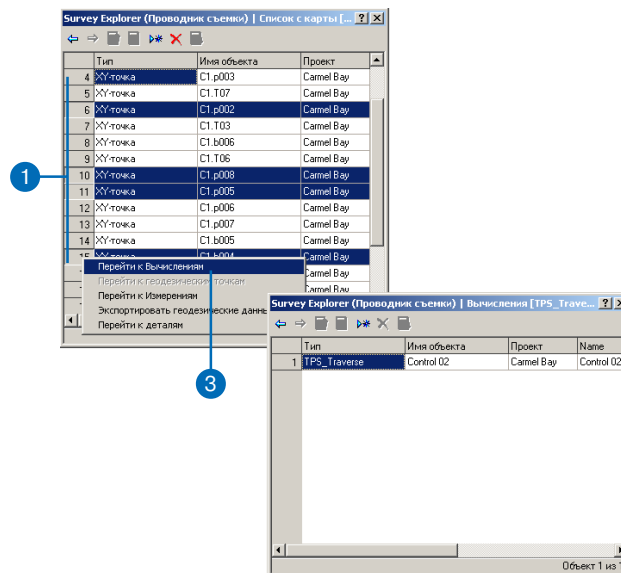 Survey Explorer (Проводник съемки) | Список с карты [...
Тип Имя объекта Проект
4 XY-точка C1.p003 Carmel Bay
5 XY-точка C1.T07 Carmel Bay
6 XY-точка C1.p002 Carmel Bay
7 XY-точка C1.T03 Carmel Bay
8 XY-точка C1.b006 Carmel Bay
9 XY-точка C1.T06 Carmel Bay
10 XY-точка C1.p008 Carmel Bay
11 XY-точка C1.p005 Carmel Bay
12 XY-точка C1.p006 Carmel Bay
13 XY-точка C1.p007 Carmel Bay
14 XY-точка C1.b005 Carmel Bay
15 XY-точка C1.b004 Carmel Bay
Carmel Bay
Carmel Bay
1
Перейти к Вычислениям
Перейти к геодезическим точкам
Перейти к Измерениям
Экспортировать геодезические данны
Перейти к деталям
3
Survey Explorer (Проводник съемки) | Вычисления [TPS_Trave...
Тип Имя объекта Проект Name
1 TPS_Traverse Control 02 Carmel Bay Control 02
Объект 1 из 1